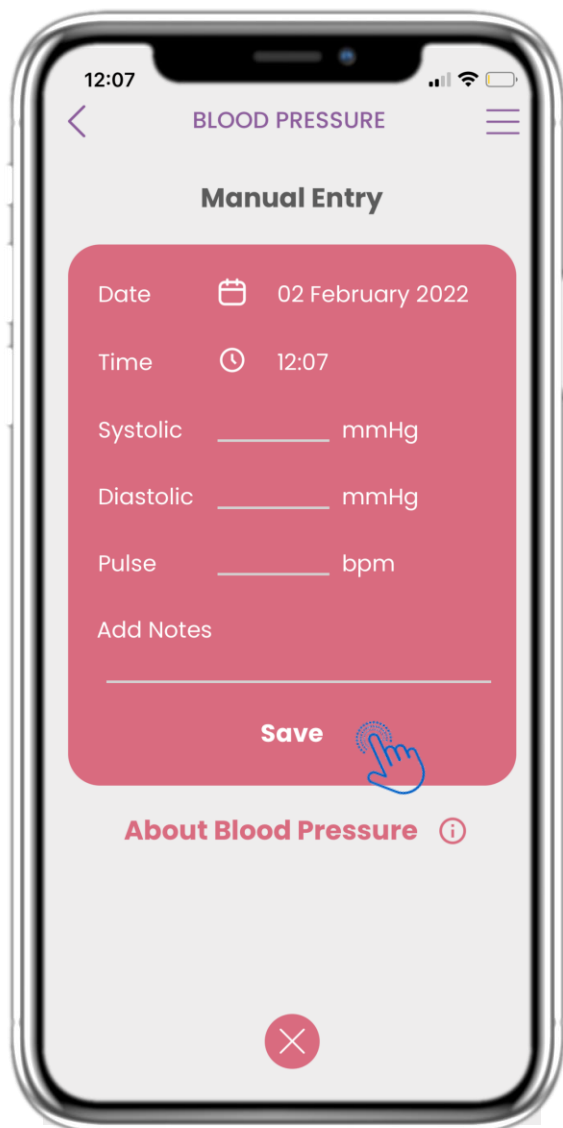 12:07
BLOOD PRESSURE
Manual Entry
Date 02 February 2022
Time 12:07
Systolic mmHg
Diastolic mmHg
Pulse bpm
Add Notes
Save
About Blood Pressure